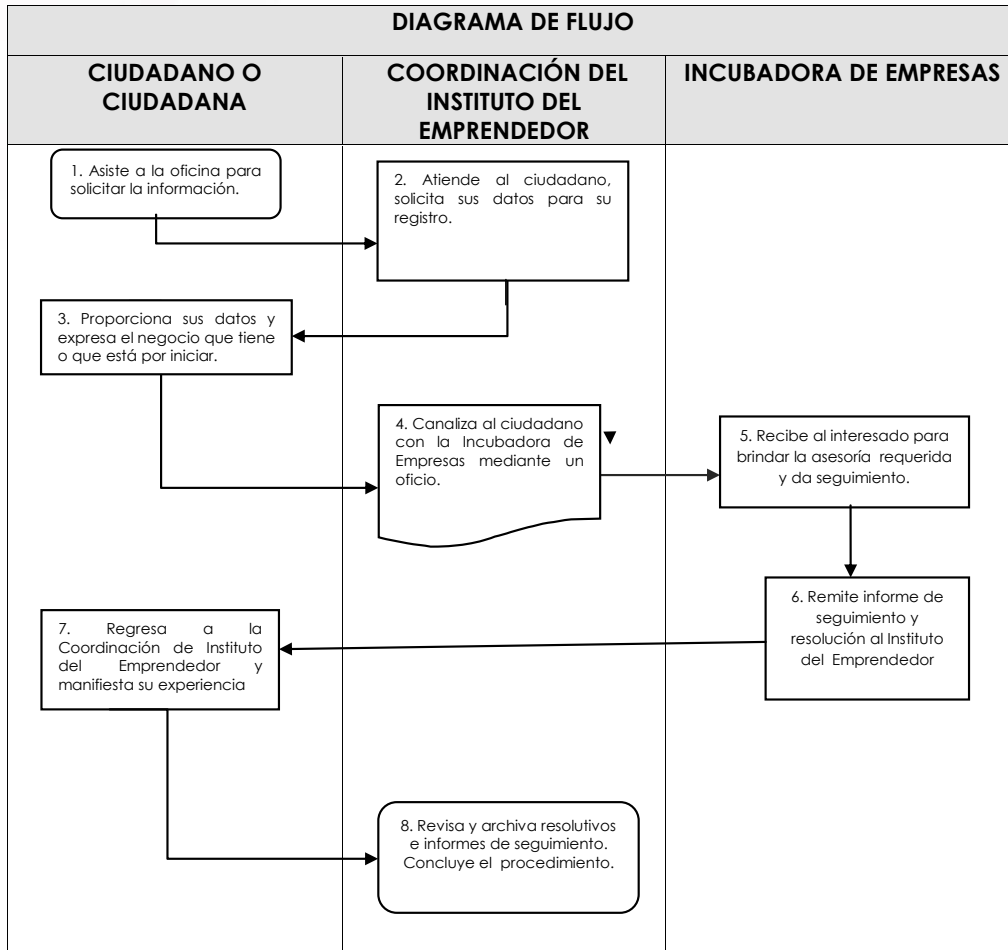 DIAGRAMA DE FLUJO
CIUDADANO O
CIUDADANA
COORDINACIÓN DEL
INSTITUTO DEL
EMPRENDEDOR
INCUBADORA DE EMPRESAS
1. Asiste a la oficina para
solicitar la información.
2. Atiende al ciudadano,
solicita sus datos para su
registro.
3. Proporciona sus datos y
expresa el negocio que tiene
o que está por iniciar.
4. Canaliza al ciudadano
con la Incubadora de
Empresas mediante un
oficio.
5. Recibe al interesado para
brindar la asesoría requerida
y da seguimiento.
6. Remite informe de
seguimiento y
resolución al Instituto
del Emprendedor
7. Regresa a la
Coordinación de Instituto
del Emprendedor y
manifiesta su experiencia
8. Revisa y archiva resolutivos
e informes de seguimiento.
Concluye el procedimiento.